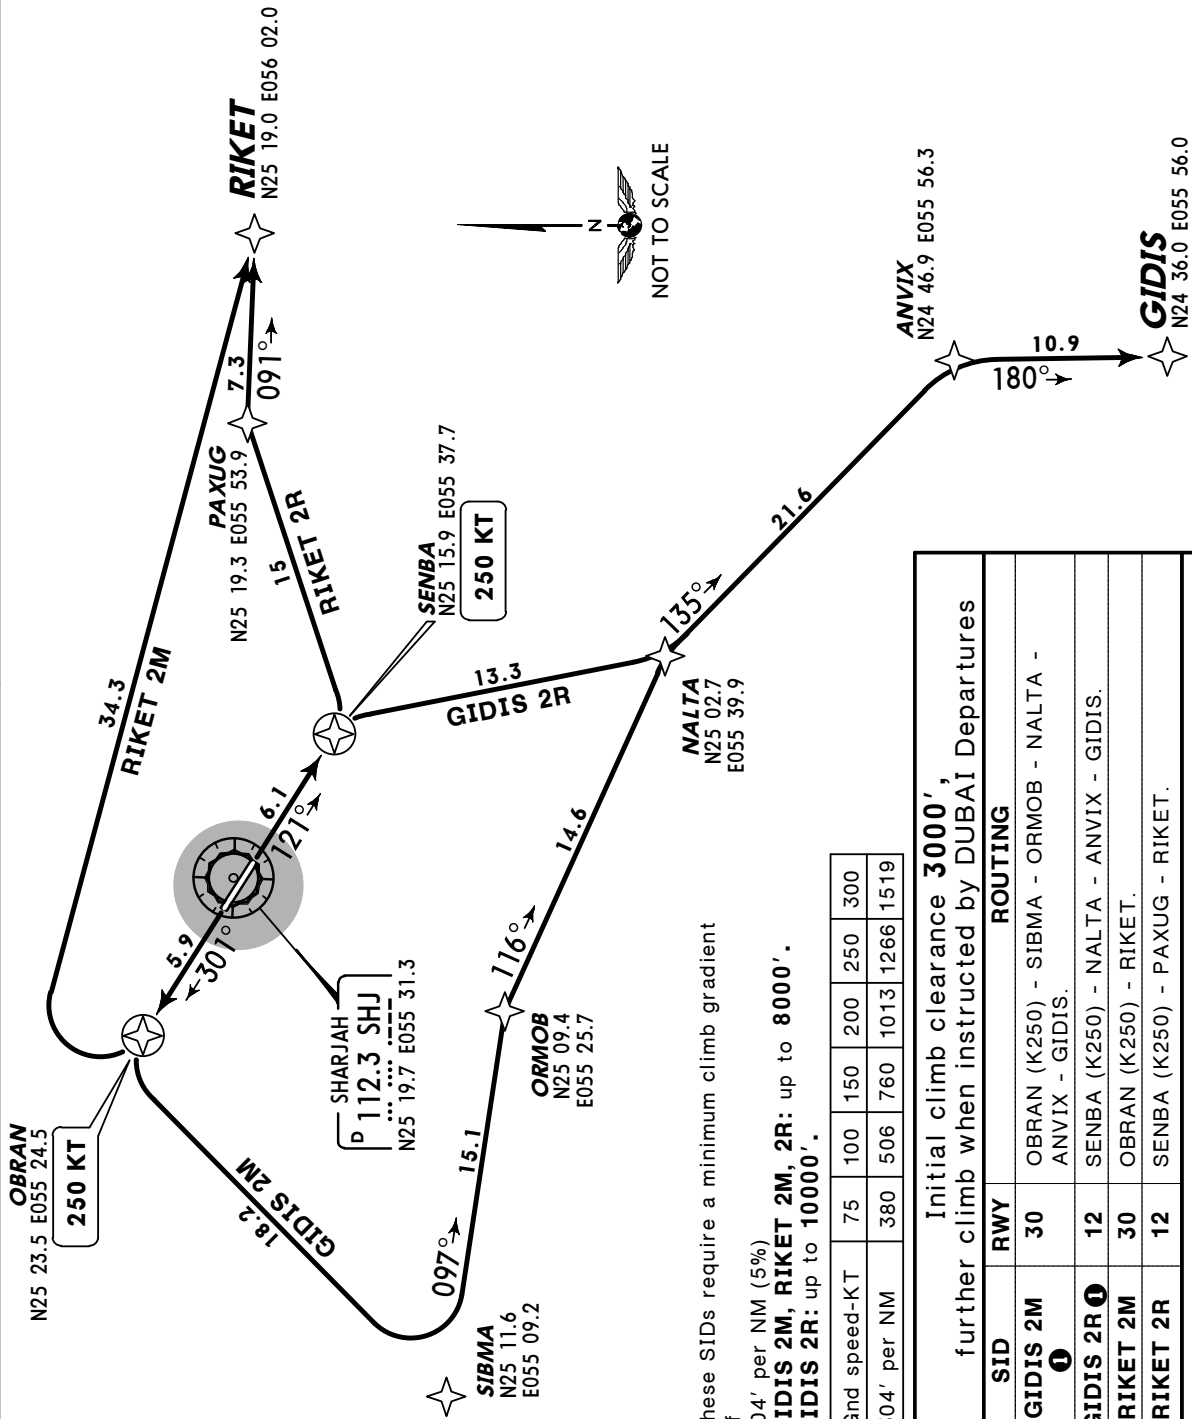 RIKET
N25 19.0 E056 02.0
7.3
091°
PAXUG
N25 19.3 E055 53.9
34.3
RIKET 2M
15
RIKET 2R
SENBA
N25 15.9 E055 37.7
250 KT
N
NOT TO SCALE
ANVIX
N24 46.9 E055 56.3
10.9
180°
GIDIS
N24 36.0 E055 56.0
21.6
135°
13.3
GIDIS 2R
NALTA
N25 02.7
E055 39.9
6.1
121°
5.9
301°
D
SHARJAH
112.3 SHJ
N25 19.7 E055 31.3
OBRAN
N25 23.5 E055 24.5
250 KT
18.2
GIDIS 2M
14.6
116°
ORMOB
N25 09.4
E055 25.7
15.1
097°
SIBMA
N25 11.6
E055 09.2
hese SIDs require a minimum climb gradient
f
04' per NM (5%)
IDIS 2M, RIKET 2M, 2R: up to 8000'.
IDIS 2R: up to 10000'.
Gnd speed-KT 75 100 150 200 250 300
304' per NM 380 506 760 1013 1266 1519
Initial climb clearance 3000',
further climb when instructed by DUBAI Departures
SID RWY ROUTING
GIDIS 2M ❶ 30 OBRAN (K250) - SIBMA - ORMOB - NALTA -
ANVIX - GIDIS.
GIDIS 2R ❶ 12 SENBA (K250) - NALTA - ANVIX - GIDIS.
RIKET 2M 30 OBRAN (K250) - RIKET.
RIKET 2R 12 SENBA (K250) - PAXUG - RIKET.